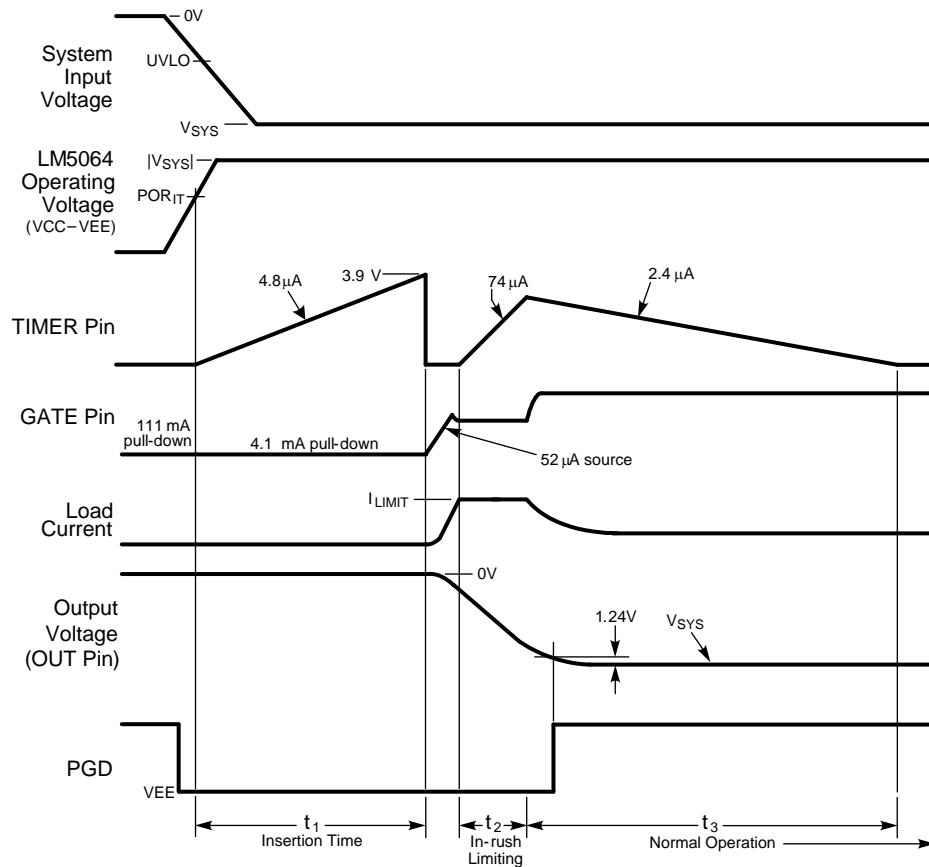 0V
System
Input
Voltage
UVLO
VSYS
LM5064
Operating
Voltage
(VCC–VEE)
|VSYS|
PORIT
TIMER Pin
4.8 µA
3.9 V
74 µA
2.4 µA
GATE Pin
111 mA
pull-down
4.1 mA pull-down
52 µA source
Load
Current
ILIMIT
0V
Output
Voltage
(OUT Pin)
1.24V
VSYS
PGD
VEE
t1
Insertion Time
t2
In-rush
Limiting
t3
Normal Operation